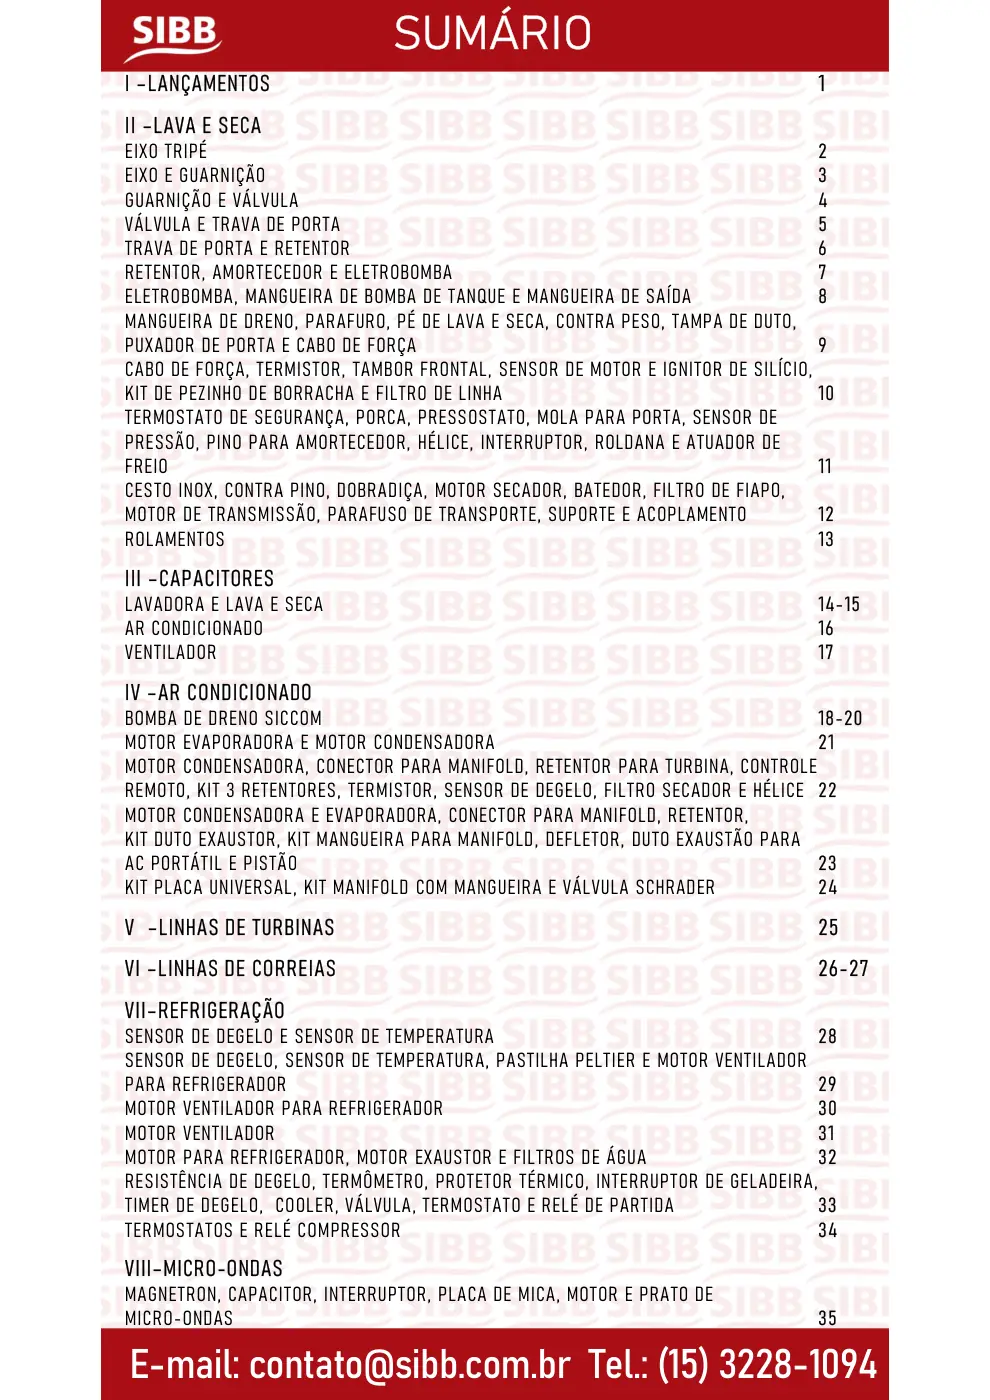 SIBB SUMÁRIO
I -LANÇAMENTOS 1
II -LAVA E SECA
EIXO TRIPÉ 2
EIXO E GUARNIÇÃO 3
GUARNIÇÃO E VÁLVULA 4
VÁLVULA E TRAVA DE PORTA 5
TRAVA DE PORTA E RETENTOR 6
RETENTOR, AMORTECEDOR E ELETROBOMBA 7
ELETROBOMBA, MANGUEIRA DE BOMBA DE TANQUE E MANGUEIRA DE SAÍDA 8
MANGUEIRA DE DRENO, PARAFURO, PÉ DE LAVA E SECA, CONTRA PESO, TAMPA DE DUTO,
PUXADOR DE PORTA E CABO DE FORÇA 9
CABO DE FORÇA, TERMISTOR, TAMBOR FRONTAL, SENSOR DE MOTOR E IGNITOR DE SILÍCIO,
KIT DE PEZINHO DE BORRACHA E FILTRO DE LINHA 10
TERMOSTATO DE SEGURANÇA, PORCA, PRESSOSTATO, MOLA PARA PORTA, SENSOR DE
PRESSÃO, PINO PARA AMORTECEDOR, HÉLICE, INTERRUPTOR, ROLDANA E ATUADOR DE
FREIO 11
CESTO INOX, CONTRA PINO, DOBRADIÇA, MOTOR SECADOR, BATEDOR, FILTRO DE FIAPO,
MOTOR DE TRANSMISSÃO, PARAFUSO DE TRANSPORTE, SUPORTE E ACOPLAMENTO 12
ROLAMENTOS 13
III -CAPACITORES
LAVADORA E LAVA E SECA 14-15
AR CONDICIONADO 16
VENTILADOR 17
IV -AR CONDICIONADO
BOMBA DE DRENO SICCOM 18-20
MOTOR EVAPORADORA E MOTOR CONDENSADORA 21
MOTOR CONDENSADORA, CONECTOR PARA MANIFOLD, RETENTOR PARA TURBINA, CONTROLE
REMOTO, KIT 3 RETENTORES, TERMISTOR, SENSOR DE DEGELO, FILTRO SECADOR E HÉLICE 22
MOTOR CONDENSADORA E EVAPORADORA, CONECTOR PARA MANIFOLD, RETENTOR,
KIT DUTO EXAUSTOR, KIT MANGUEIRA PARA MANIFOLD, DEFLETOR, DUTO EXAUSTÃO PARA
AC PORTÁTIL E PISTÃO 23
KIT PLACA UNIVERSAL, KIT MANIFOLD COM MANGUEIRA E VÁLVULA SCHRADER 24
V -LINHAS DE TURBINAS 25
VI -LINHAS DE CORREIAS 26-27
VII-REFRIGERAÇÃO
SENSOR DE DEGELO E SENSOR DE TEMPERATURA 28
SENSOR DE DEGELO, SENSOR DE TEMPERATURA, PASTILHA PELTIER E MOTOR VENTILADOR
PARA REFRIGERADOR 29
MOTOR VENTILADOR PARA REFRIGERADOR 30
MOTOR VENTILADOR 31
MOTOR PARA REFRIGERADOR, MOTOR EXAUSTOR E FILTROS DE ÁGUA 32
RESISTÊNCIA DE DEGELO, TERMÔMETRO, PROTETOR TÉRMICO, INTERRUPTOR DE GELADEIRA,
TIMER DE DEGELO, COOLER, VÁLVULA, TERMOSTATO E RELÉ DE PARTIDA 33
TERMOSTATOS E RELÉ COMPRESSOR 34
VIII-MICRO-ONDAS
MAGNETRON, CAPACITOR, INTERRUPTOR, PLACA DE MICA, MOTOR E PRATO DE
MICRO-ONDAS 35
E-mail: contato@sibb.com.br Tel.: (15) 3228-1094